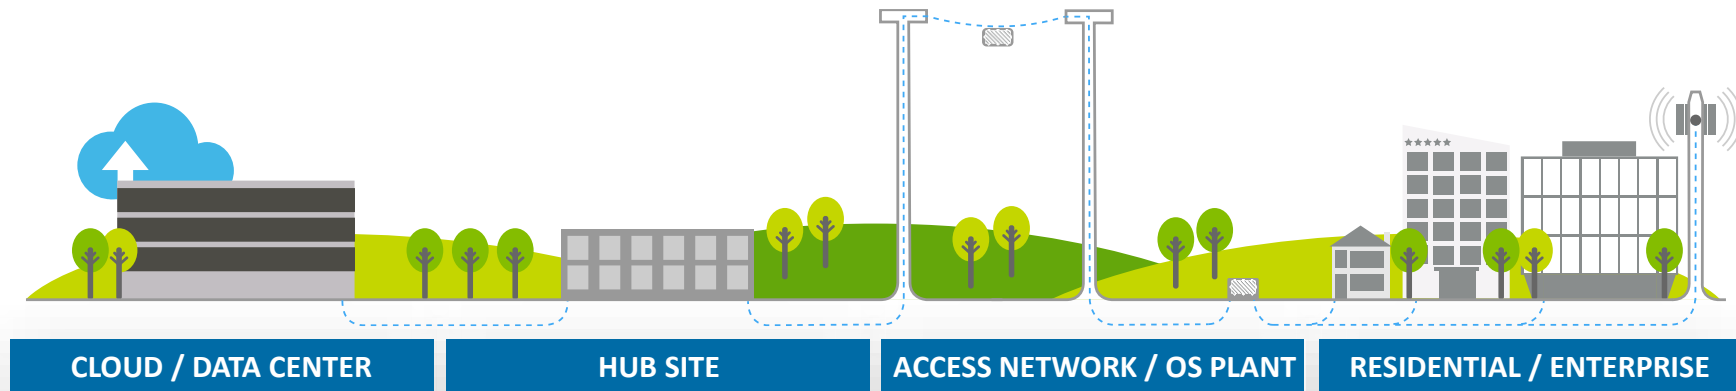 CLOUD / DATA CENTER
HUB SITE
ACCESS NETWORK / OS PLANT
RESIDENTIAL / ENTERPRISE